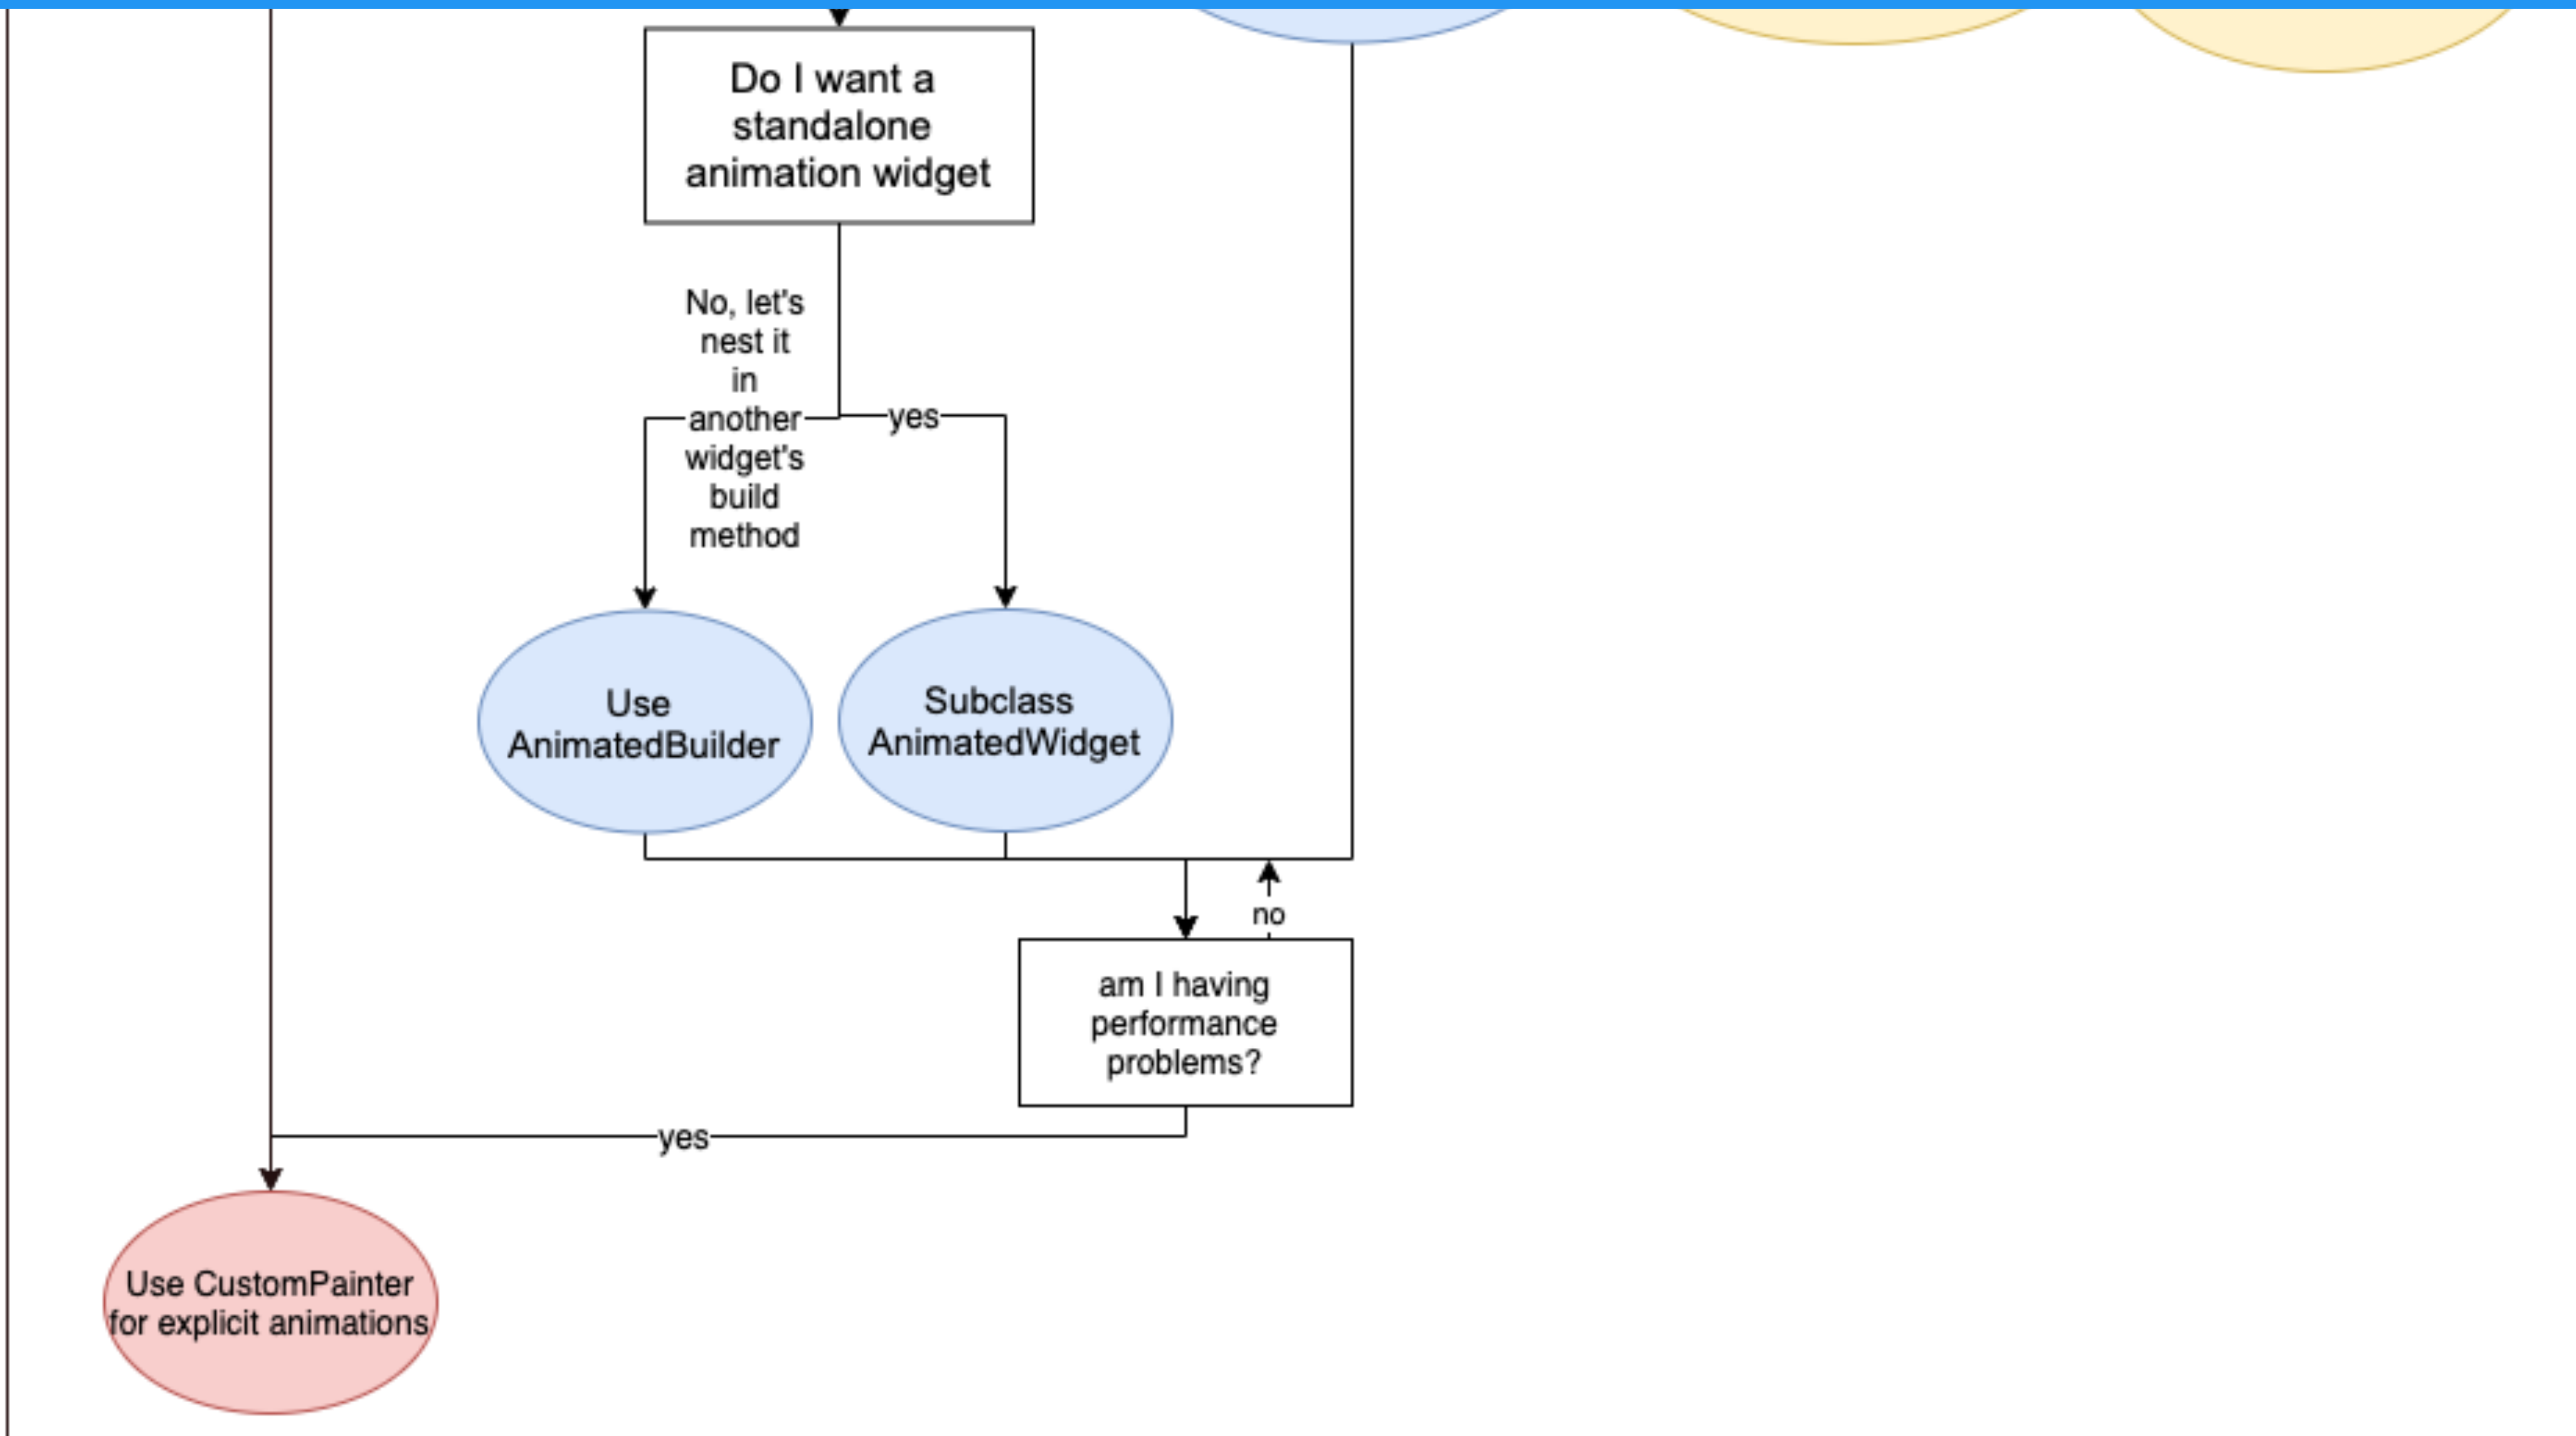 Do I want a
standalone
animation widget
No, let's
nest it
in
another
widget's
build
method
yes
Use
AnimatedBuilder
Subclass
AnimatedWidget
no
am I having
performance
problems?
yes
Use CustomPainter
for explicit animations